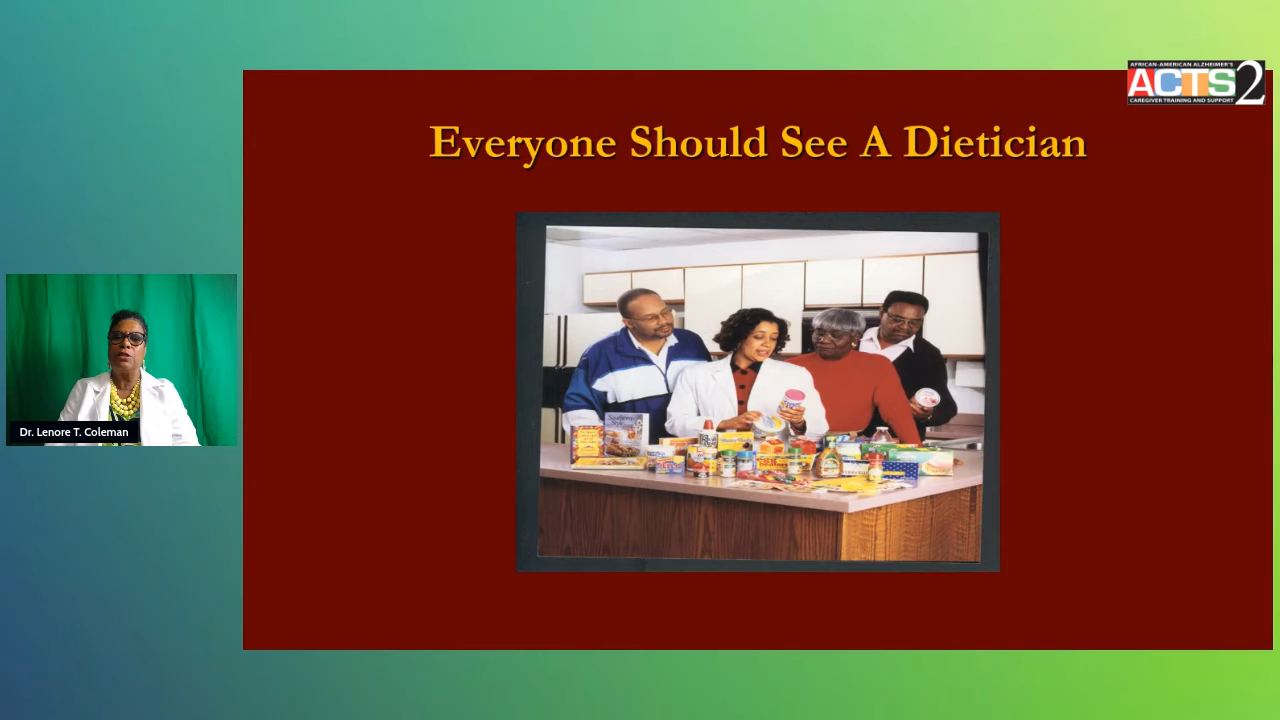 AFRICAN-AMERICAN ALZHEIMER'S
ACTS2
CAREGIVER TRAINING AND SUPPORT
Everyone Should See A Dietician
Dr. Lenore T. Coleman